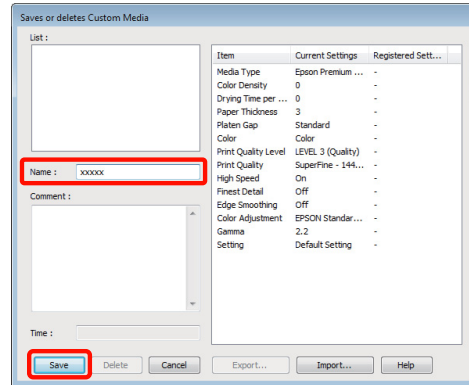 Saves or deletes Custom Media
List :
Item Current Settings Registered Sett...
Media Type Epson Premium ... -
Color Density 0 -
Drying Time per ... 0 -
Paper Thickness 3 -
Platen Gap Standard -
Color Color -
Print Quality Level LEVEL 3 (Quality) -
Print Quality SuperFine - 144... -
High Speed On -
Finest Detail Off -
Edge Smoothing Off -
Color Adjustment EPSON Standar... -
Gamma 2.2 -
Setting Default Setting -
Name : xxxxx
Comment :
Time :
Save Delete Cancel Export... Import... Help